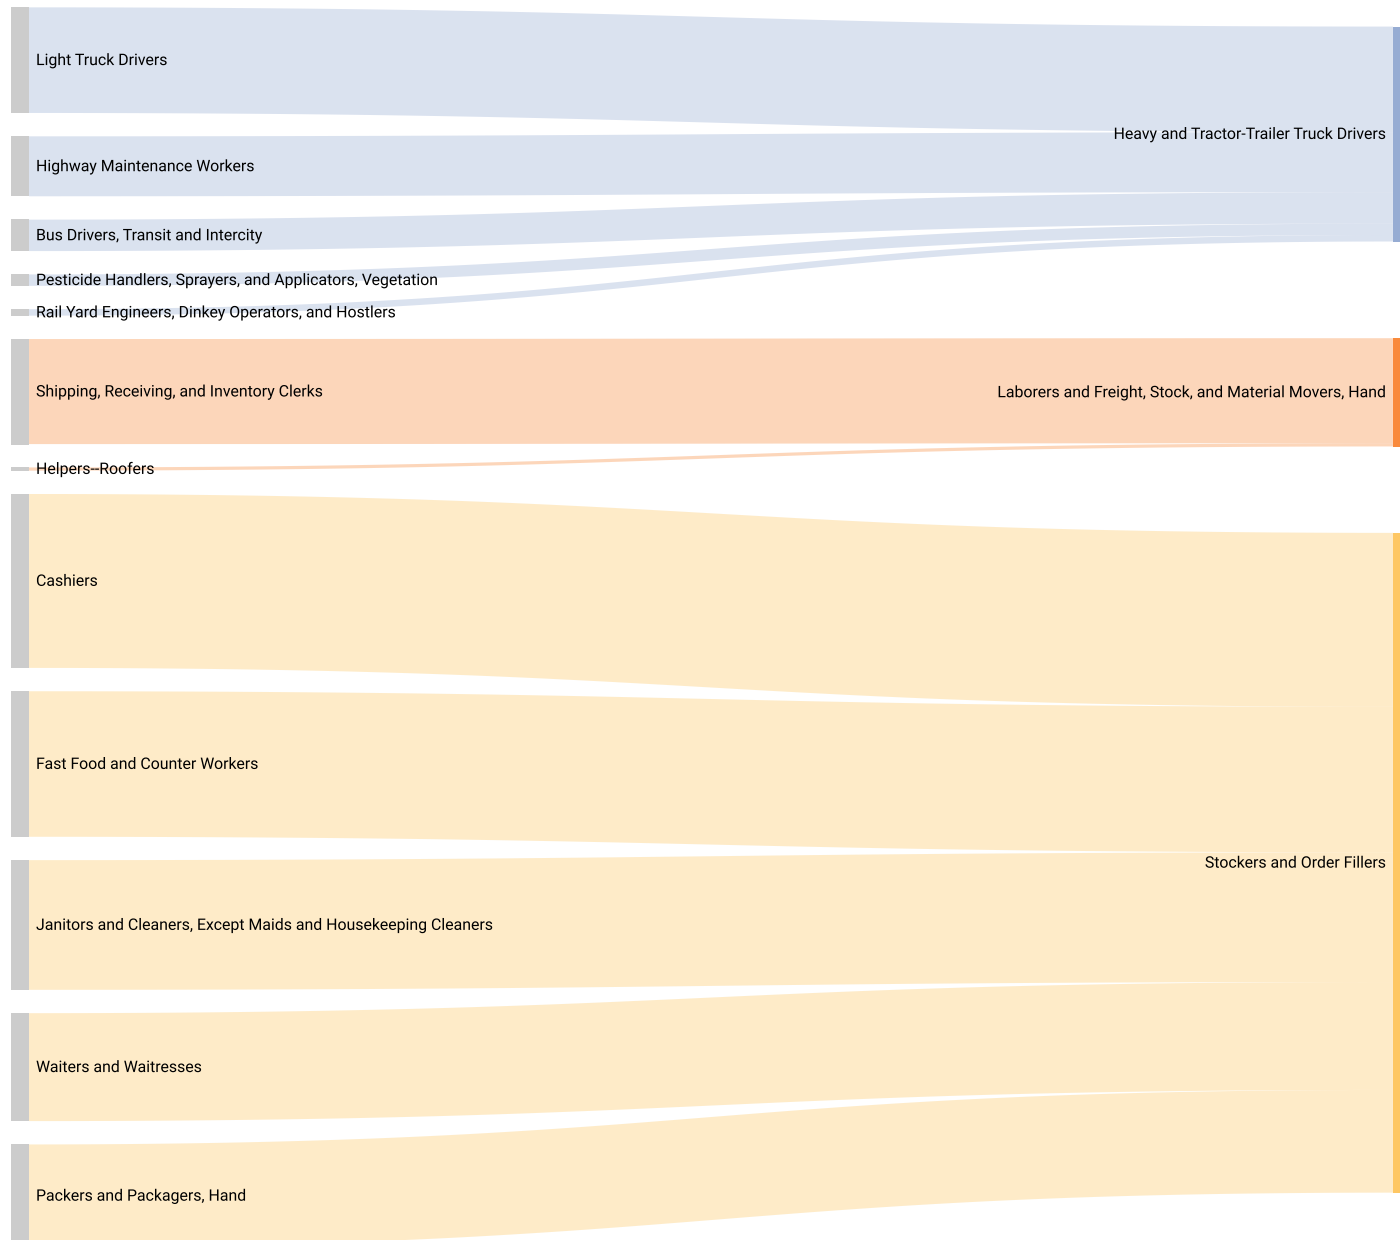 Light Truck Drivers
Heavy and Tractor-Trailer Truck Drivers
Highway Maintenance Workers
Bus Drivers, Transit and Intercity
Pesticide Handlers, Sprayers, and Applicators, Vegetation
Rail Yard Engineers, Dinkey Operators, and Hostlers
Shipping, Receiving, and Inventory Clerks
Laborers and Freight, Stock, and Material Movers, Hand
Helpers--Roofers
Cashiers
Fast Food and Counter Workers
Stockers and Order Fillers
Janitors and Cleaners, Except Maids and Housekeeping Cleaners
Waiters and Waitresses
Packers and Packagers, Hand